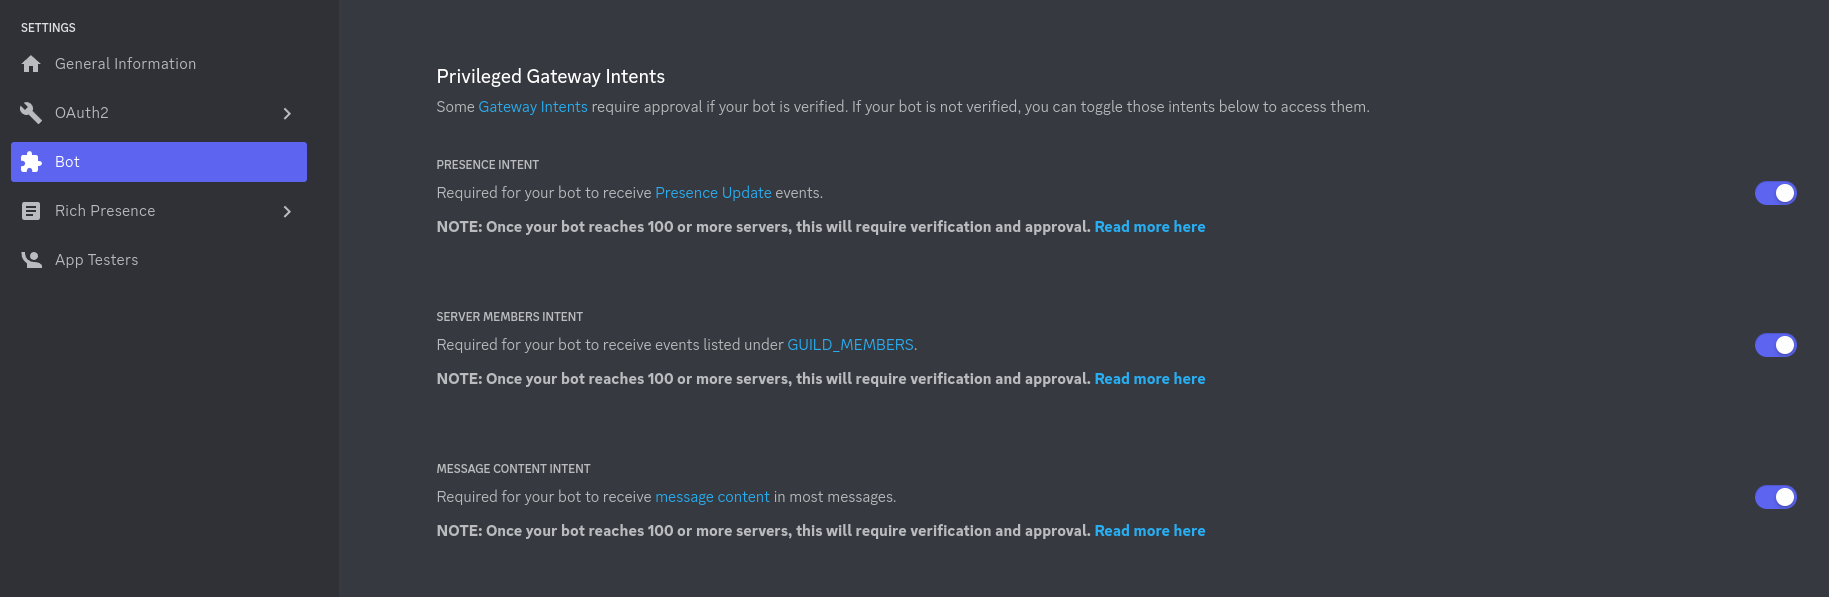 SETTINGS
General Information
OAuth2
Bot
Rich Presence
App Testers
Privileged Gateway Intents
Some Gateway Intents require approval if your bot is verified. If your bot is not verified, you can toggle those intents below to access them.
PRESENCE INTENT
Required for your bot to receive Presence Update events.
NOTE: Once your bot reaches 100 or more servers, this will require verification and approval. Read more here
SERVER MEMBERS INTENT
Required for your bot to receive events listed under GUILD_MEMBERS.
NOTE: Once your bot reaches 100 or more servers, this will require verification and approval. Read more here
MESSAGE CONTENT INTENT
Required for your bot to receive message content in most messages.
NOTE: Once your bot reaches 100 or more servers, this will require verification and approval. Read more here